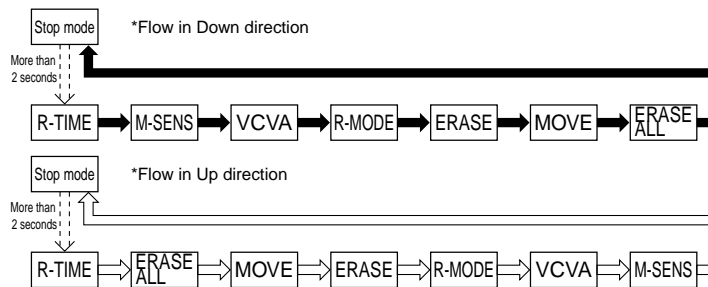 Stop mode
*Flow in Down direction
More than
2 seconds
R-TIME
M-SENS
VCVA
R-MODE
ERASE
MOVE
ERASE
ALL
Stop mode
*Flow in Up direction
More than
2 seconds
R-TIME
ERASE
ALL
MOVE
ERASE
R-MODE
VCVA
M-SENS